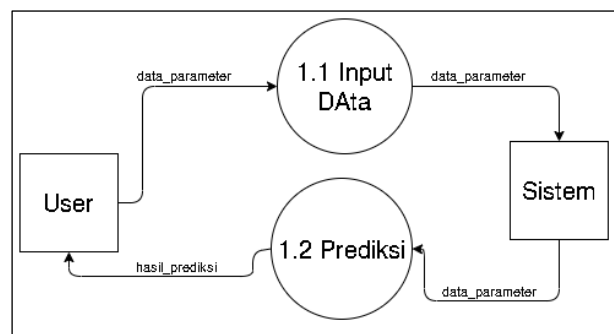 data_parameter
1.1 Input
DAta
data_parameter
User
Sistem
1.2 Prediksi
hasil_prediksi
data_parameter